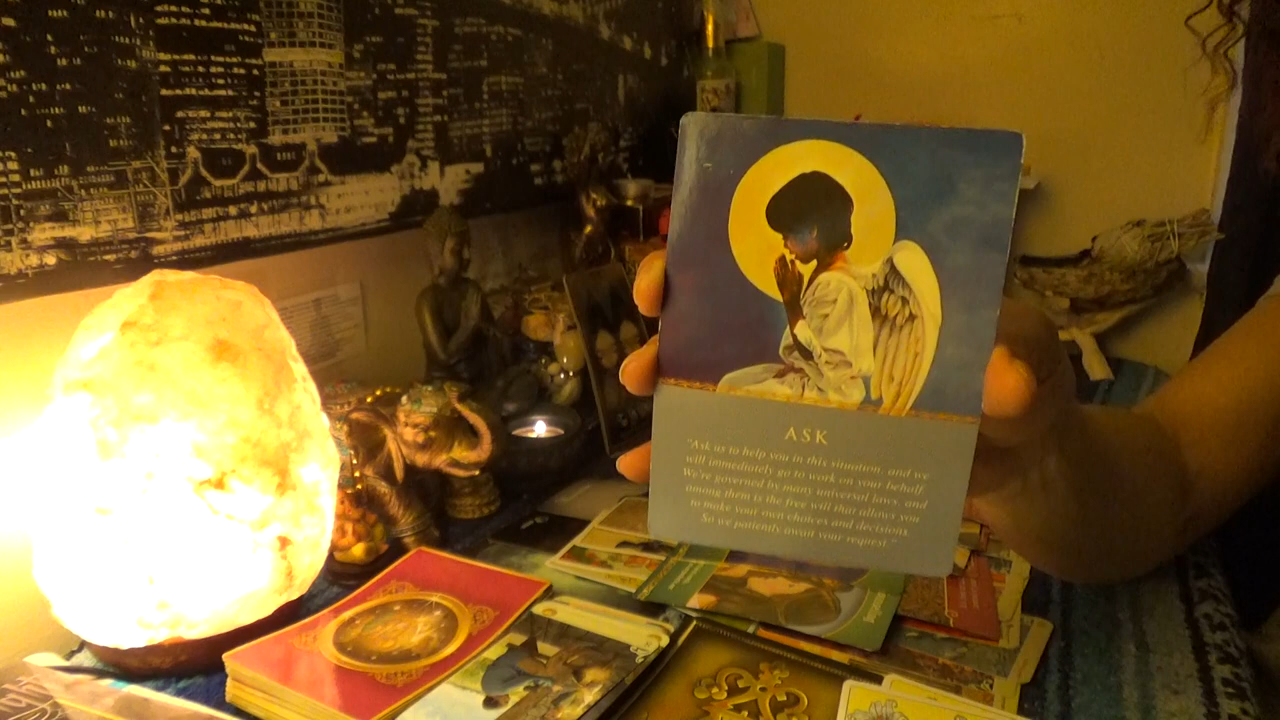 ASK
"Ask us to help you in this situation, and we
will immediately go to work on your behalf.
We're governed by many universal laws, and
among them is the free will that allows you
to make your own choices and decisions.
So we patiently await your request."